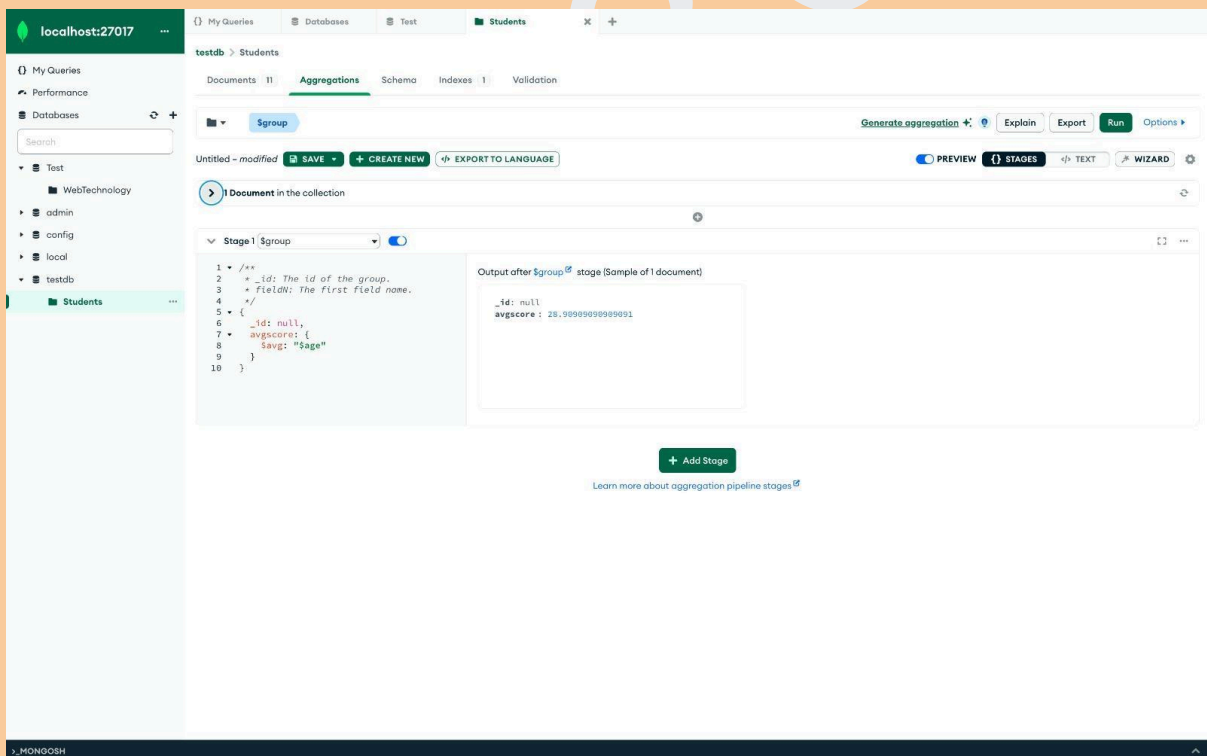 localhost:27017 ...
{} My Queries
Performance
Databases
Search
Test
WebTechnology
admin
config
local
testdb
Students ...
{} My Queries Databases Test Students
testdb > Students
Documents 11 Aggregations Schema Indexes 1 Validation
$group Generate aggregation Explain Export Run Options
Untitled – modified SAVE + CREATE NEW </> EXPORT TO LANGUAGE PREVIEW {} STAGES </> TEXT WIZARD
1 Document in the collection
Stage 1 $group ...
1 /**
2 * _id: The id of the group.
3 * fieldN: The first field name.
4 */
5 {
6 _id: null,
7 avgscore: {
8 $avg: "$age"
9 }
10 }
Output after $group stage (Sample of 1 document)
_id: null
avgscore : 28.90909090909091
+ Add Stage
Learn more about aggregation pipeline stages
>_MONGOSH